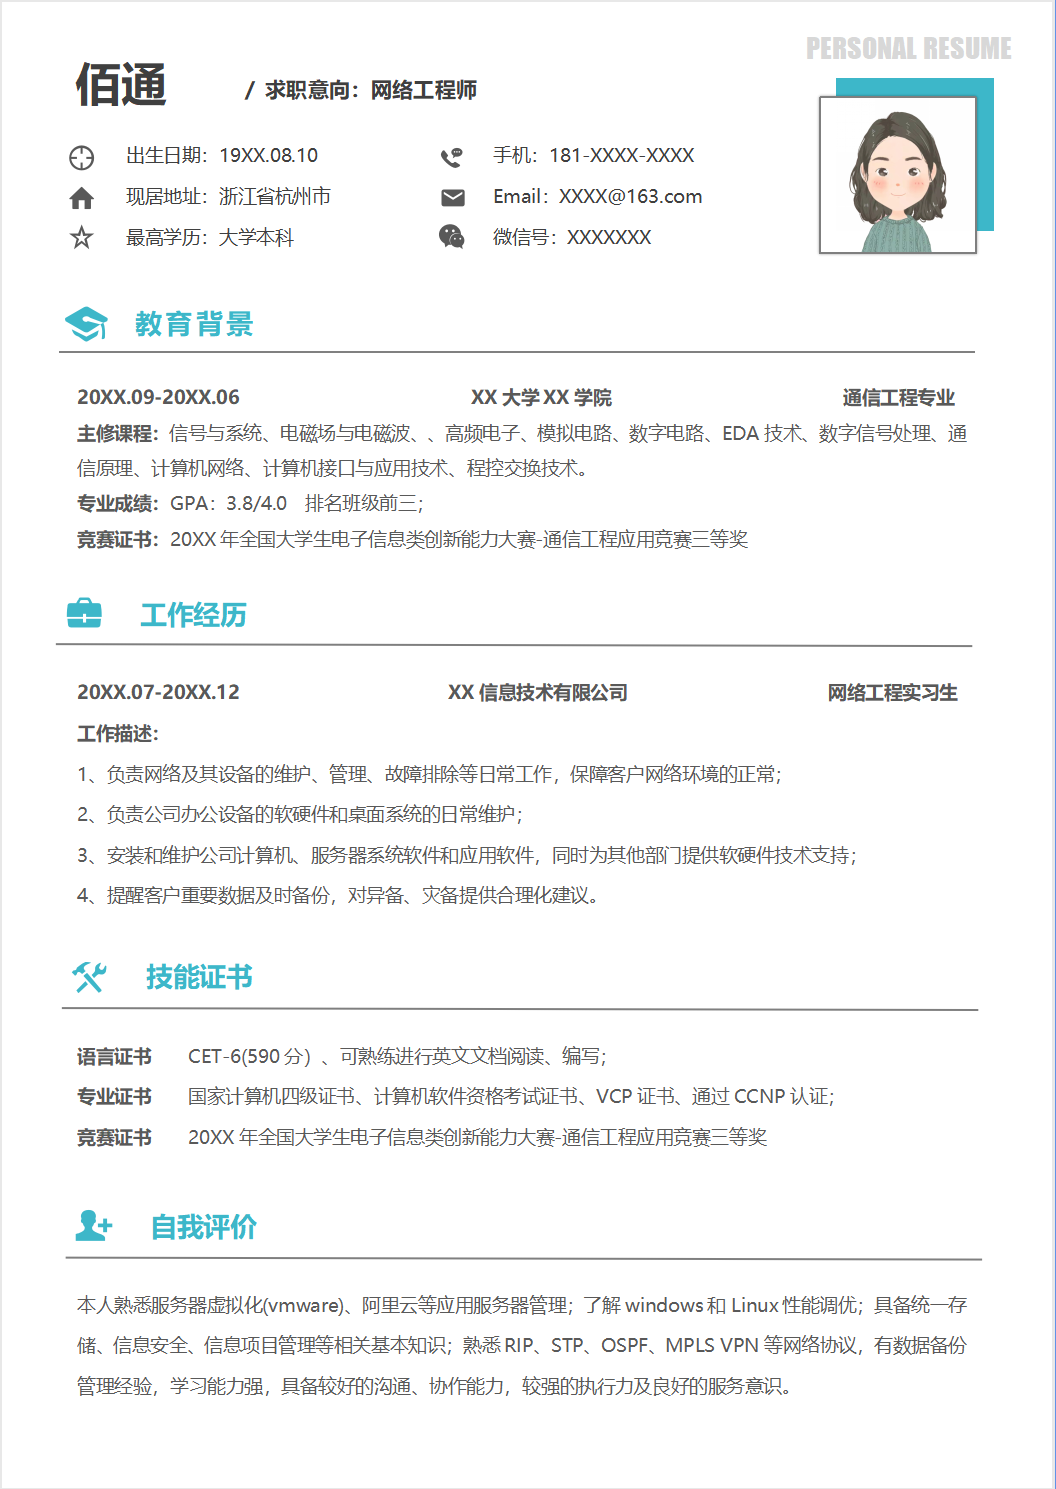 PERSONAL RESUME
佰通 / 求职意向：网络工程师
出生日期：19XX.08.10 手机：181-XXXX-XXXX
现居地址：浙江省杭州市 Email：XXXX@163.com
最高学历：大学本科 微信号：XXXXXXX
教育背景
20XX.09-20XX.06 XX 大学 XX 学院 通信工程专业
主修课程：信号与系统、电磁场与电磁波、、高频电子、模拟电路、数字电路、EDA 技术、数字信号处理、通
信原理、计算机网络、计算机接口与应用技术、程控交换技术。
专业成绩：GPA：3.8/4.0 排名班级前三；
竞赛证书：20XX 年全国大学生电子信息类创新能力大赛-通信工程应用竞赛三等奖
工作经历
20XX.07-20XX.12 XX 信息技术有限公司 网络工程实习生
工作描述：
1、负责网络及其设备的维护、管理、故障排除等日常工作，保障客户网络环境的正常；
2、负责公司办公设备的软硬件和桌面系统的日常维护；
3、安装和维护公司计算机、服务器系统软件和应用软件，同时为其他部门提供软硬件技术支持；
4、提醒客户重要数据及时备份，对异备、灾备提供合理化建议。
技能证书
语言证书 CET-6(590 分）、可熟练进行英文文档阅读、编写；
专业证书 国家计算机四级证书、计算机软件资格考试证书、VCP 证书、通过 CCNP 认证；
竞赛证书 20XX 年全国大学生电子信息类创新能力大赛-通信工程应用竞赛三等奖
自我评价
本人熟悉服务器虚拟化(vmware)、阿里云等应用服务器管理；了解 windows 和 Linux 性能调优；具备统一存
储、信息安全、信息项目管理等相关基本知识；熟悉 RIP、STP、OSPF、MPLS VPN 等网络协议，有数据备份
管理经验，学习能力强，具备较好的沟通、协作能力，较强的执行力及良好的服务意识。